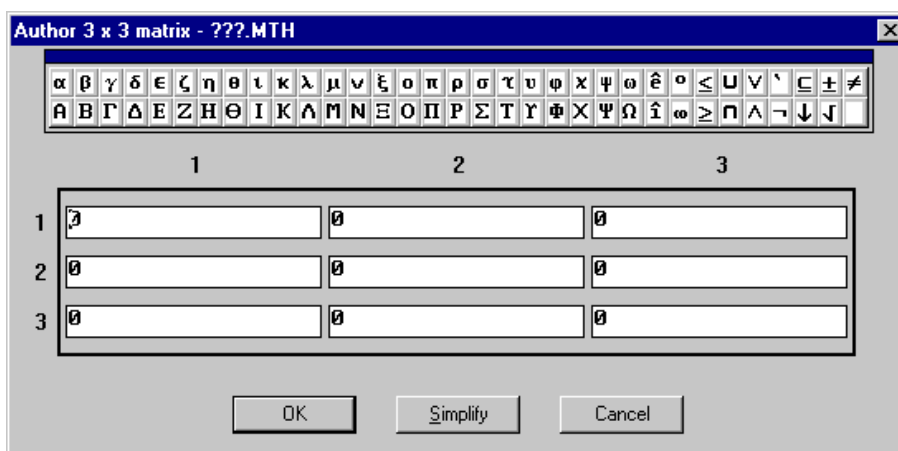 Author 3 x 3 matrix - ???.MTH
α β γ δ ε ζ η θ ι κ λ μ ν ξ ο π ρ σ τ υ φ χ ψ ω ê ° ≤ ∪ ∨ ` ⊆ ± ≠
Α Β Γ Δ Ε Ζ Η Θ Ι Κ Λ Μ Ν Ξ Ο Π Ρ Σ Τ Υ Φ Χ Ψ Ω î ∞ ≥ ∩ ∧ ¬ ↓ √
1 2 3
1 0 0 0
2 0 0 0
3 0 0 0
OK Simplify Cancel